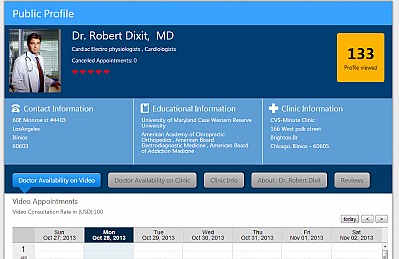 Public Profile
Dr. Robert Dixit, MD
Cardiac Electro physiologists , Cardiologists
Cancelled Appointments: 0
133
Profile viewed
Contact Information
60E Monroe st #4403
LosAngeles
Ilinios
60603
Educational Information
University of Maryland Case Western Reserve
University
American Academy of Chiropractic
Orthopedics , American Board
Electrodiagnostic Medicine , American Board
of Addiction Medicine
Clinic Information
CVS-Minute Clinic
166 West polk street
Brighton.Br
Chicago, Ilinios - 60605
Doctor Availability on Video
Doctor Availability on Clinic
Clinic Info
About : Dr. Robert Dixit
Reviews
Video Appointments
Video Consultation Rate in (USD):100
today < >
Sun Mon Tue Wed Thu Fri Sat
Oct 27, 2013 Oct 28, 2013 Oct 29, 2013 Oct 30, 2013 Oct 31, 2013 Nov 01, 2013 Nov 02, 2013
1